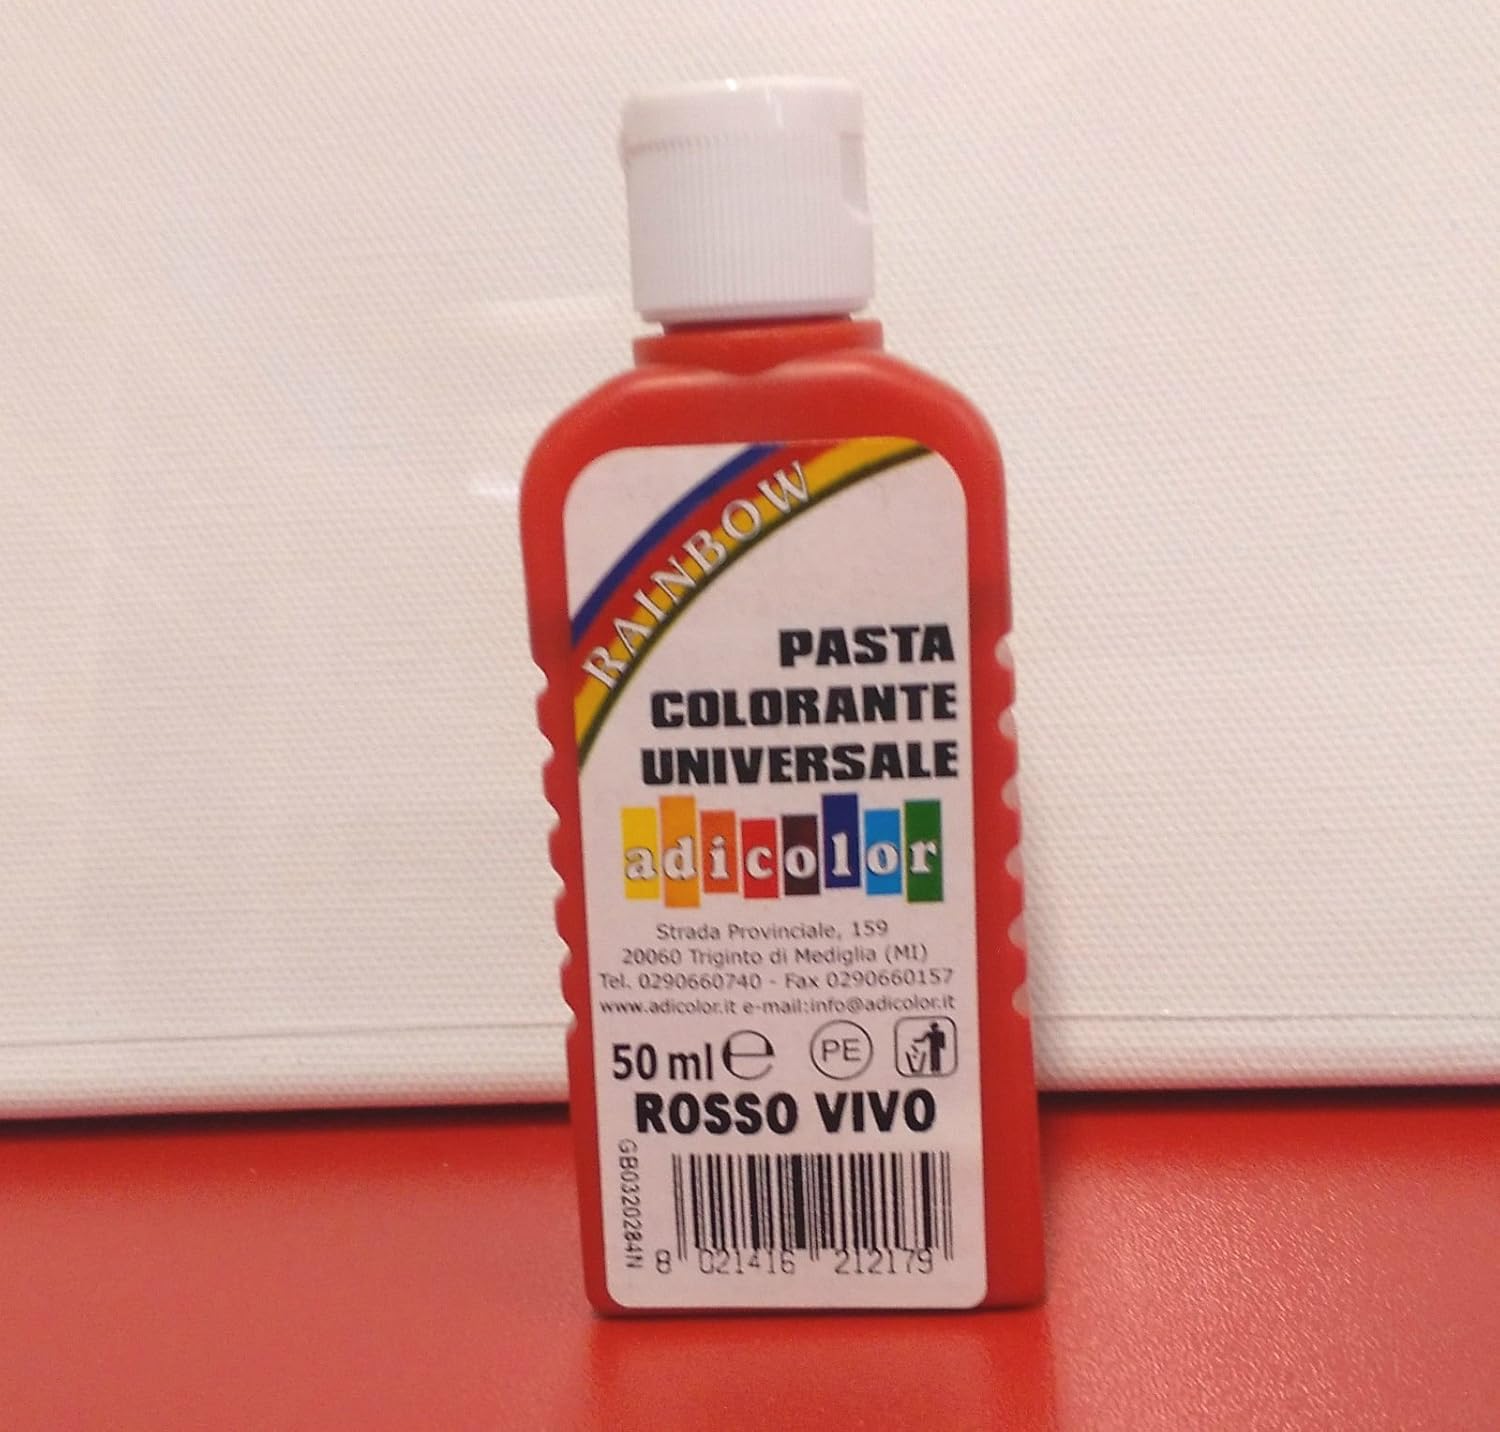 RAINBOW
PASTA
COLORANTE
UNIVERSALE
adicolor
Strada Provinciale, 159
20060 Triginto di Mediglia (MI)
Tel. 0290660740 - Fax 0290660157
www.adicolor.it e-mail:info@adicolor.it
50 ml e PE
ROSSO VIVO
GB0320284N
8 021416 212179